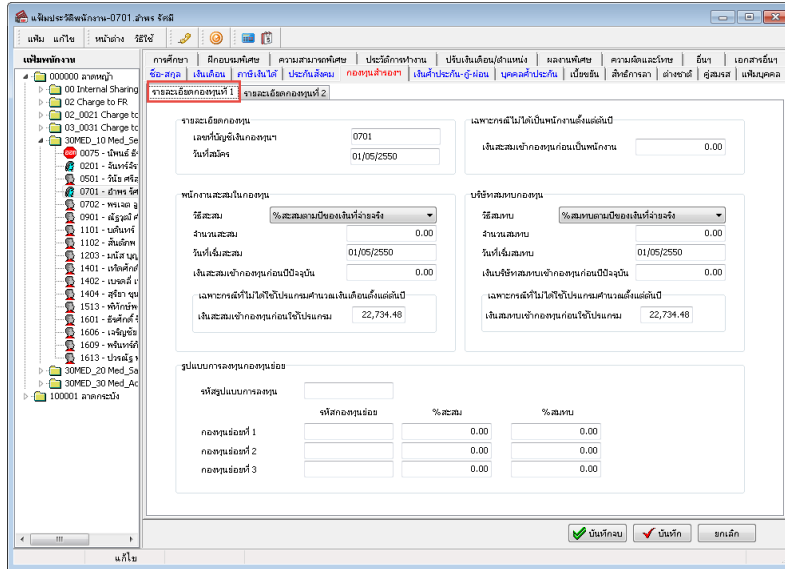 แฟ้มประวัติพนักงาน-0701.อำพร รัศมี
แฟ้ม แก้ไข หน้าต่าง วิธีใช้
แฟ้มพนักงาน
000000 ลาดหญ้า
00 Internal Sharing
02 Charge to FR
02_0021 Charge to
03_0031 Charge to
30MED_10 Med_Se
0075 - นัพนธ์
0201 - จันทร์จิรา
0501 - วินัย ศรีส
0701 - อำพร รัศ
0702 - พรเจต
0901 - ณัฐวุฒิ ศ
1101 - บดินทร์
1102 - สันติภพ
1203 - มนัส บุญ
1401 - เทิดศักดิ์
1402 - เบรดลี่ เ
1404 - สุริยา ขุน
1513 - พิทักษ์พ
1601 - ธีรศักดิ์
1606 - เจริญชัย
1609 - พรินทร์ภั
1613 - ปวรณัฐ
30MED_20 Med_Sa
30MED_30 Med_Ac
100001 ลาดกระบัง
การศึกษา ฝึกอบรมพิเศษ ความสามารถพิเศษ ประวัติการทำงาน ปรับเงินเดือน/ตำแหน่ง ผลงานพิเศษ ความผิดและโทษ อื่นๆ เอกสารอื่นๆ
ชื่อ-สกุล เงินเดือน ภาษีเงินได้ ประกันสังคม กองทุนสำรองฯ เงินค้ำประกัน-กู้-ผ่อน บุคคลค้ำประกัน เบี้ยขยัน สิทธิการลา ต่างชาติ คู่สมรส แฟ้มบุคคล
รายละเอียดกองทุนที่ 1 รายละเอียดกองทุนที่ 2
รายละเอียดกองทุน
เลขที่บัญชีเงินกองทุนฯ 0701
วันที่สมัคร 01/05/2550
เฉพาะกรณีไม่ได้เป็นพนักงานตั้งแต่ต้นปี
เงินสะสมเข้ากองทุนก่อนเป็นพนักงาน 0.00
พนักงานสะสมในกองทุน
วิธีสะสม %สะสมตามปีของเงินที่จ่ายจริง
จำนวนสะสม 0.00
วันที่เริ่มสะสม 01/05/2550
เงินสะสมเข้ากองทุนก่อนปีปัจจุบัน 0.00
เฉพาะกรณีที่ไม่ได้ใช้โปรแกรมคำนวณเงินเดือนตั้งแต่ต้นปี
เงินสะสมเข้ากองทุนก่อนใช้โปรแกรม 22,734.48
บริษัทสมทบกองทุน
วิธีสมทบ %สมทบตามปีของเงินที่จ่ายจริง
จำนวนสมทบ 0.00
วันที่เริ่มสมทบ 01/05/2550
เงินบริษัทสมทบเข้ากองทุนก่อนปีปัจจุบัน 0.00
เฉพาะกรณีที่ไม่ได้ใช้โปรแกรมคำนวณตั้งแต่ต้นปี
เงินสมทบเข้ากองทุนก่อนใช้โปรแกรม 22,734.48
รูปแบบการลงทุนกองทุนย่อย
รหัสรูปแบบการลงทุน
รหัสกองทุนย่อย %สะสม %สมทบ
กองทุนย่อยที่ 1 0.00 0.00
กองทุนย่อยที่ 2 0.00 0.00
กองทุนย่อยที่ 3 0.00 0.00
บันทึกจบ บันทึก ยกเลิก
แก้ไข